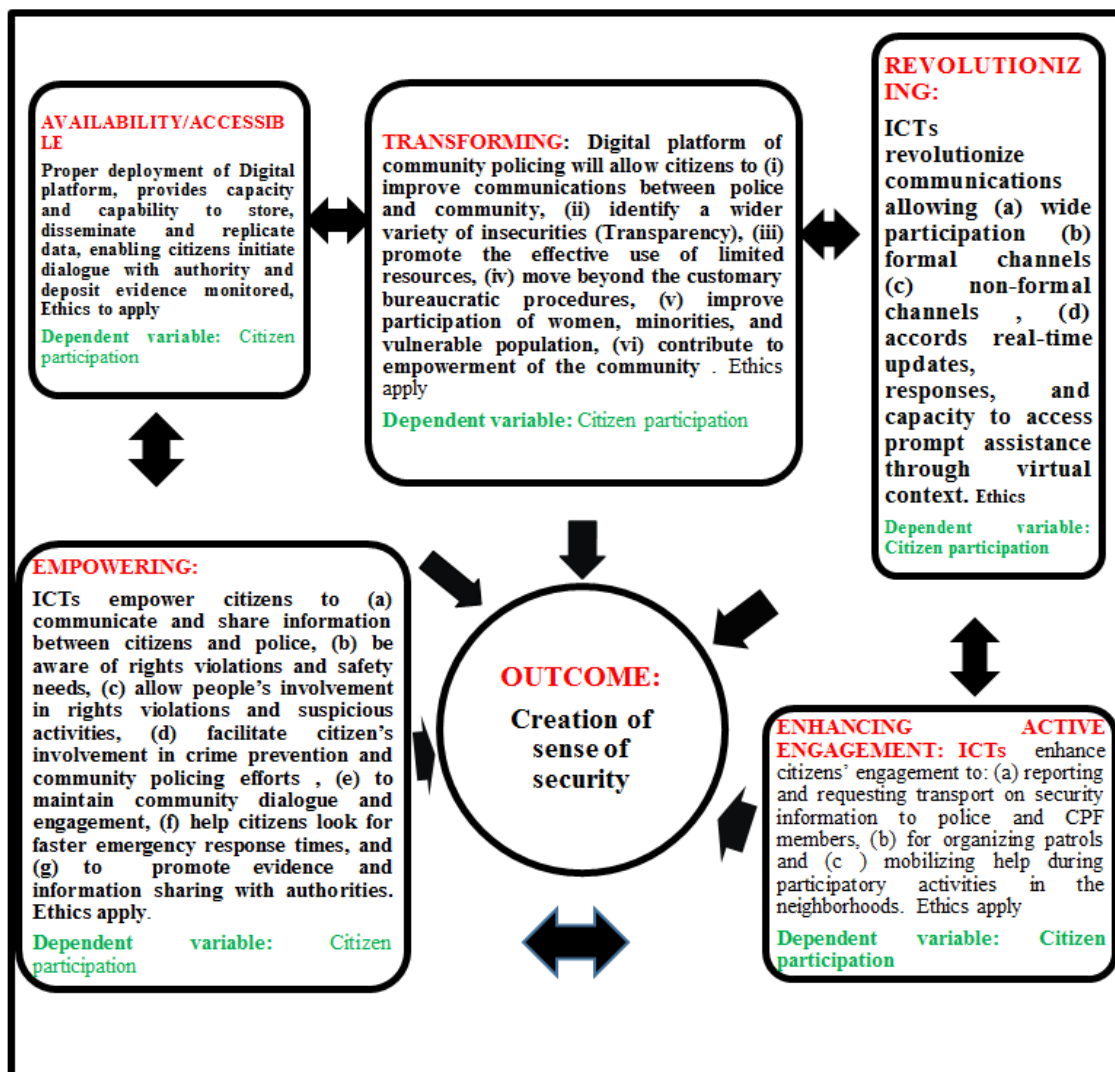 AVAILABILITY/ACCESSIB
LE
Proper deployment of Digital
platform, provides capacity
and capability to store,
disseminate and replicate
data, enabling citizens initiate
dialogue with authority and
deposit evidence monitored,
Ethics to apply
Dependent variable: Citizen
participation
TRANSFORMING: Digital platform of
community policing will allow citizens to (i)
improve communications between police
and community, (ii) identify a wider
variety of insecurities (Transparency), (iii)
promote the effective use of limited
resources, (iv) move beyond the customary
bureaucratic procedures, (v) improve
participation of women, minorities, and
vulnerable population, (vi) contribute to
empowerment of the community . Ethics
apply
Dependent variable: Citizen participation
REVOLUTIONIZ
ING:
ICTs
revolutionize
communications
allowing (a) wide
participation (b)
formal channels
(c) non-formal
channels , (d)
accords real-time
updates,
responses, and
capacity to access
prompt assistance
through virtual
context. Ethics
Dependent variable:
Citizen participation
EMPOWERING:
ICTs empower citizens to (a)
communicate and share information
between citizens and police, (b) be
aware of rights violations and safety
needs, (c) allow people’s involvement
in rights violations and suspicious
activities, (d) facilitate citizen’s
involvement in crime prevention and
community policing efforts , (e) to
maintain community dialogue and
engagement, (f) help citizens look for
faster emergency response times, and
(g) to promote evidence and
information sharing with authorities.
Ethics apply.
Dependent variable: Citizen
participation
OUTCOME:
Creation of
sense of
security
ENHANCING ACTIVE
ENGAGEMENT: ICTs enhance
citizens’ engagement to: (a) reporting
and requesting transport on security
information to police and CPF
members, (b) for organizing patrols
and (c ) mobilizing help during
participatory activities in the
neighborhoods. Ethics apply
Dependent variable: Citizen
participation